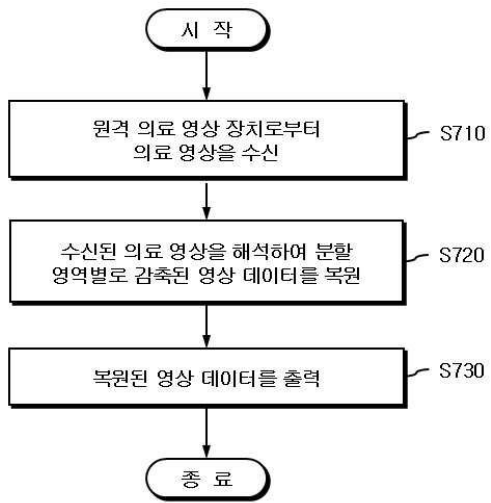 시 작
원격 의료 영상 장치로부터
의료 영상을 수신
S710
수신된 의료 영상을 해석하여 분할
영역별로 감축된 영상 데이터를 복원
S720
복원된 영상 데이터를 출력
S730
종 료